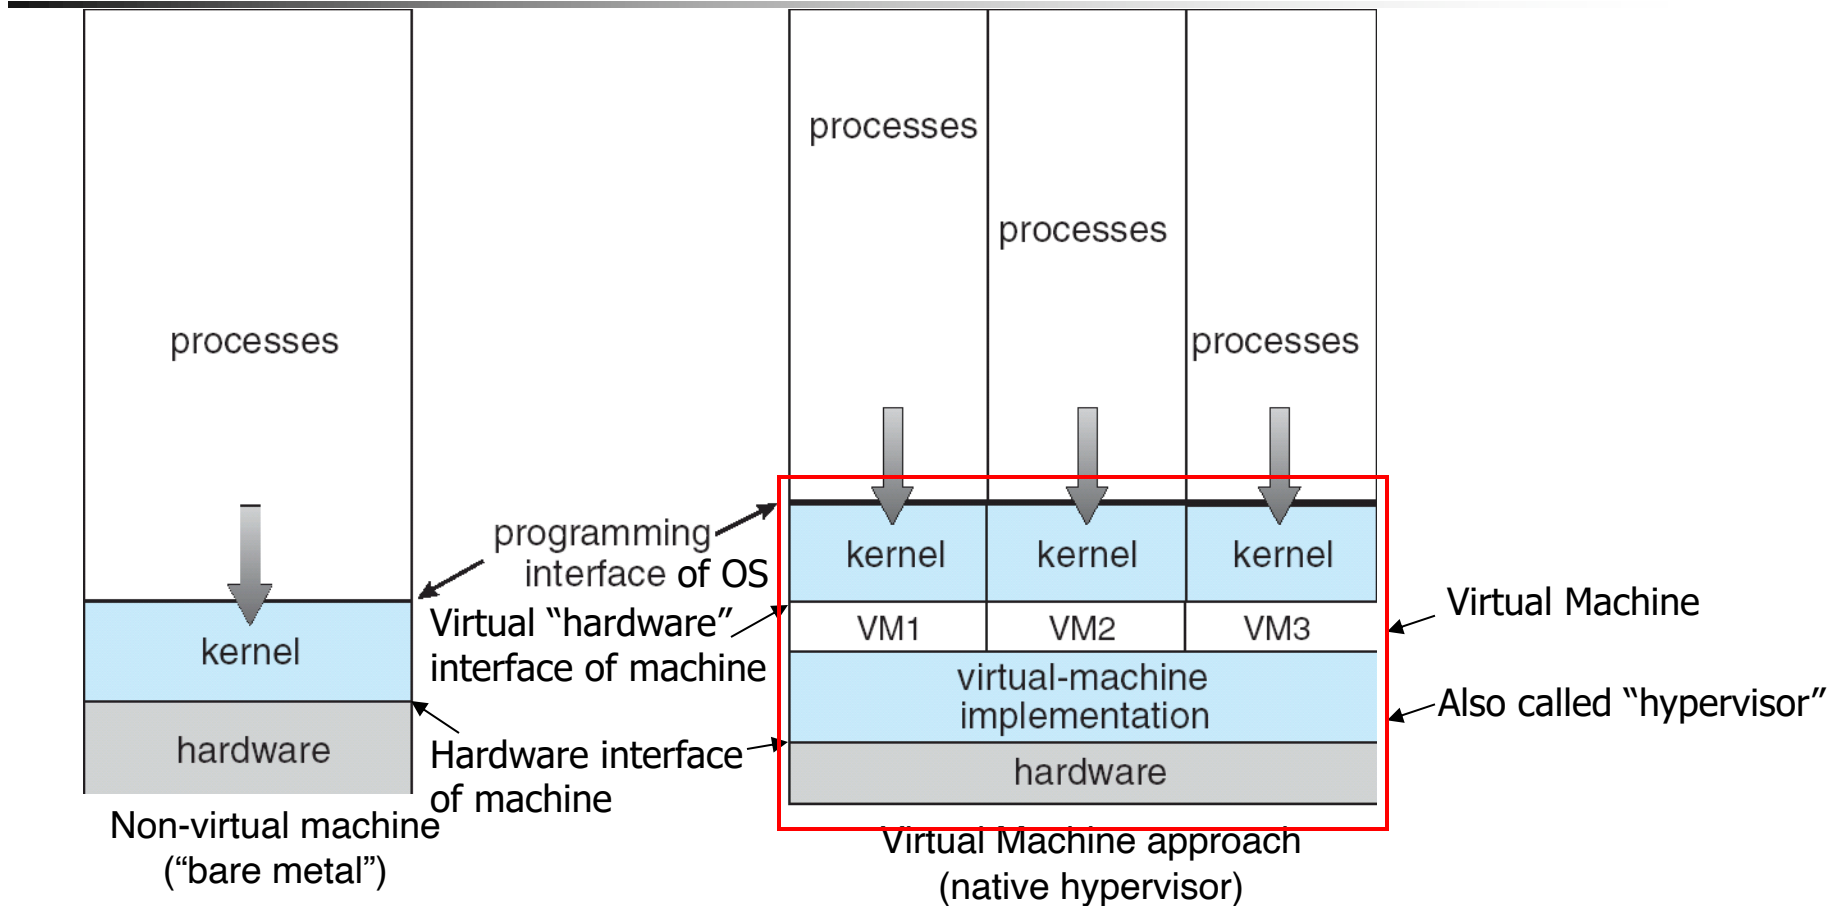 processes
kernel
hardware
Non-virtual machine
(“bare metal”)
programming
interface of OS
Virtual “hardware”
interface of machine
Hardware interface
of machine
processes
processes
processes
kernel kernel kernel
VM1 VM2 VM3
virtual-machine
implementation
hardware
Virtual Machine
Also called “hypervisor”
Virtual Machine approach
(native hypervisor)